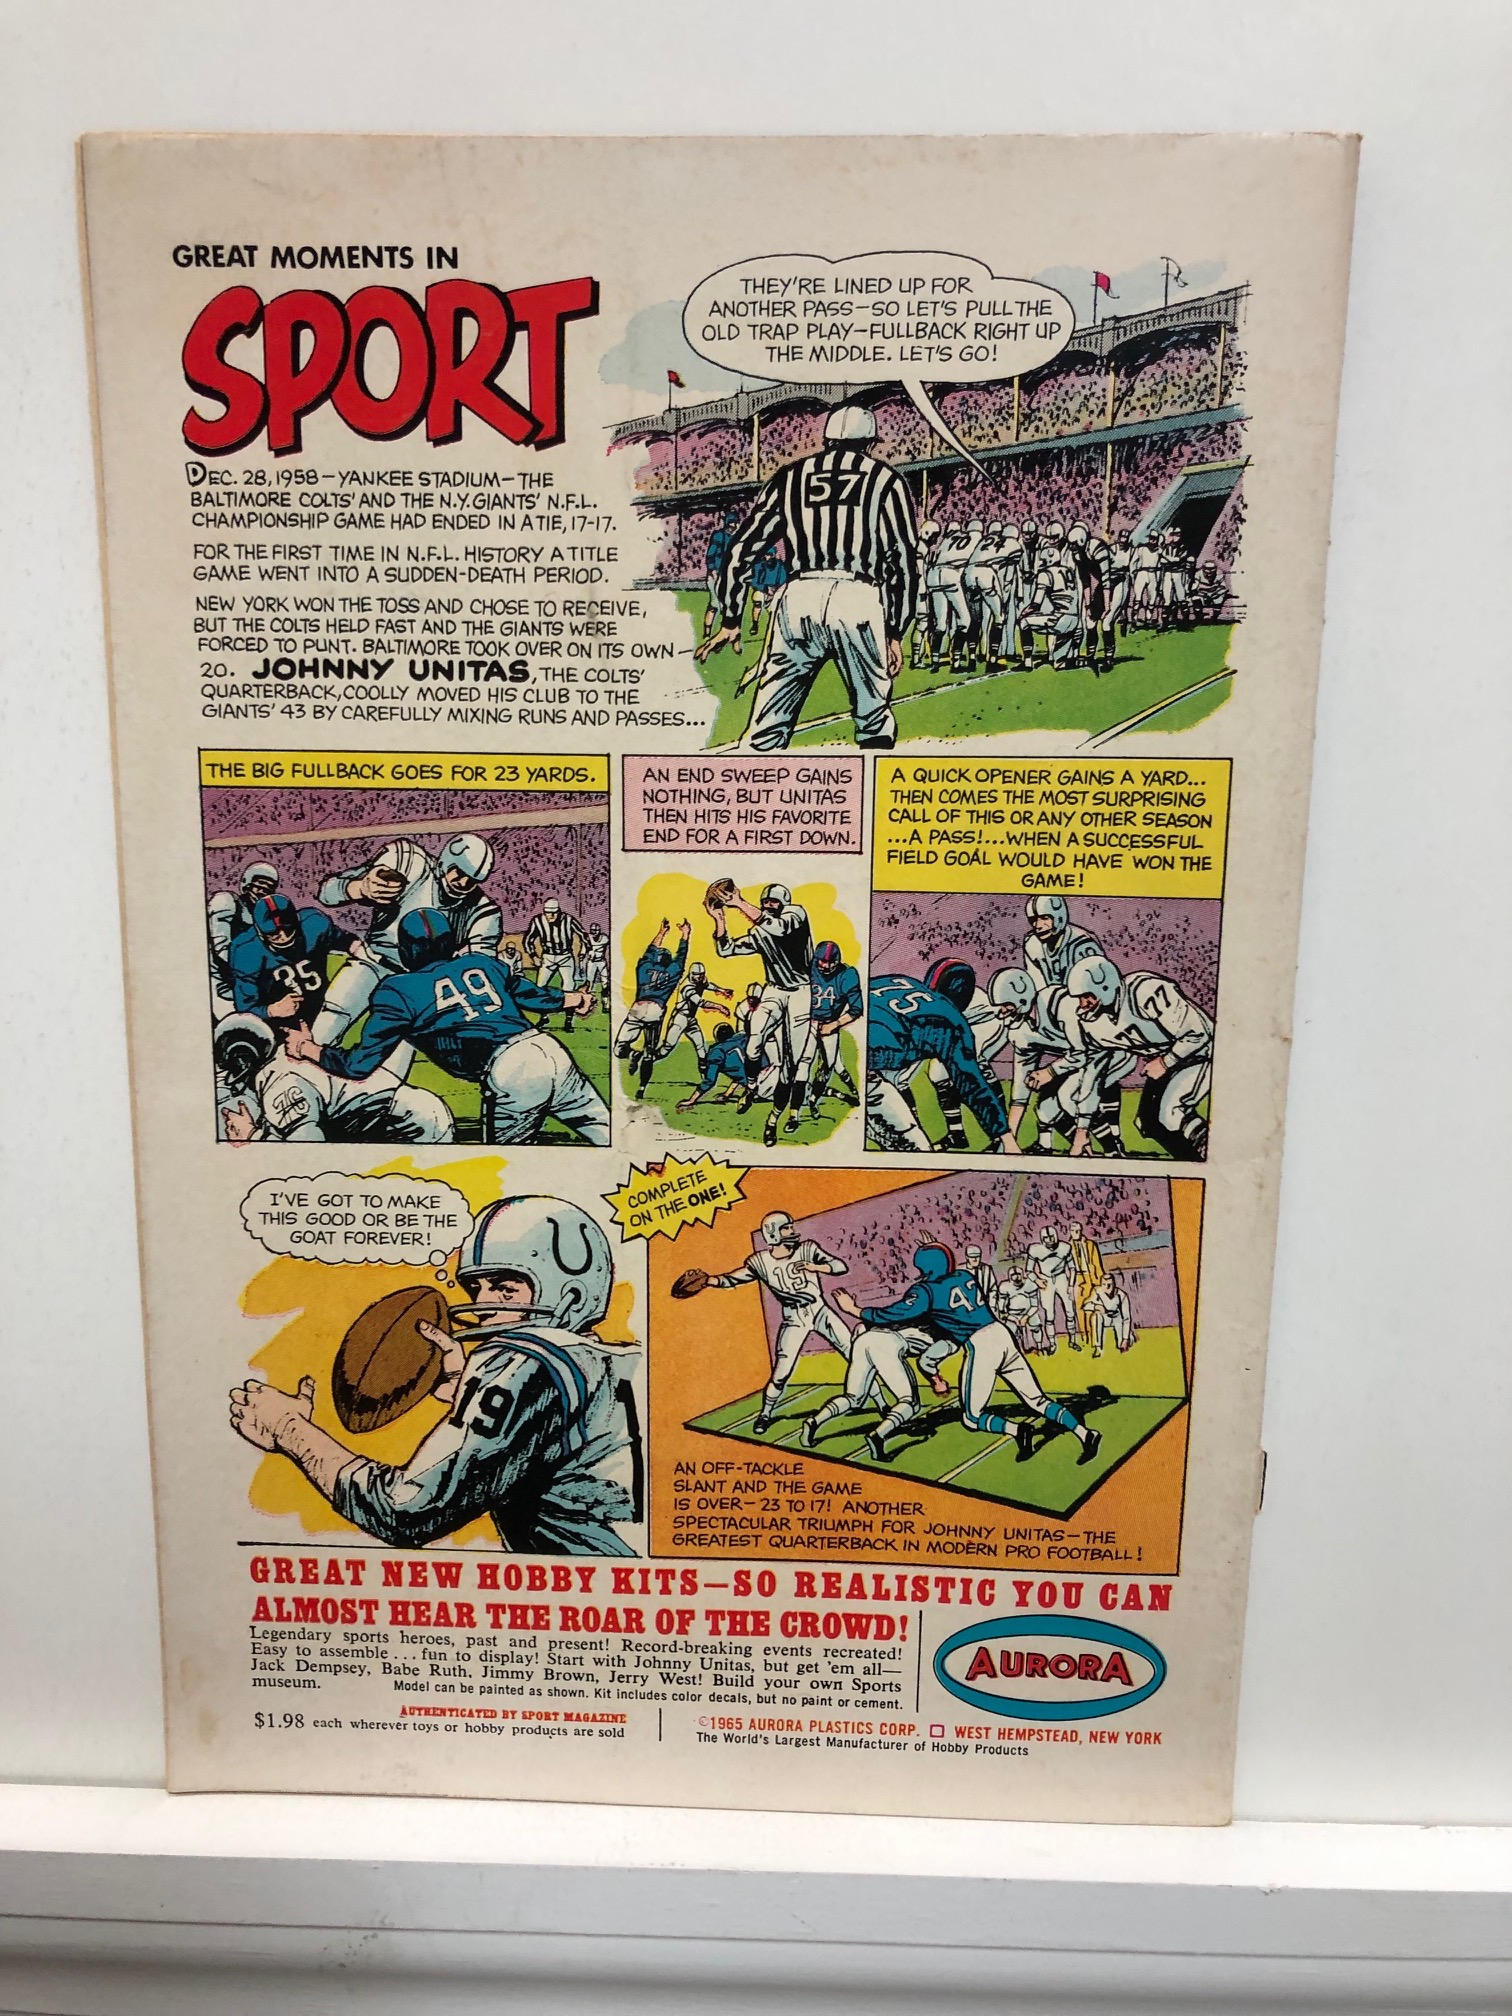 GREAT MOMENTS IN
SPORT
DEC. 28, 1958—YANKEE STADIUM—THE
BALTIMORE COLTS' AND THE N.Y. GIANTS' N.F.L.
CHAMPIONSHIP GAME HAD ENDED IN A TIE, 17-17.
FOR THE FIRST TIME IN N.F.L. HISTORY A TITLE
GAME WENT INTO A SUDDEN-DEATH PERIOD.
NEW YORK WON THE TOSS AND CHOSE TO RECEIVE,
BUT THE COLTS HELD FAST AND THE GIANTS WERE
FORCED TO PUNT. BALTIMORE TOOK OVER ON ITS OWN—
20. JOHNNY UNITAS, THE COLTS'
QUARTERBACK, COOLLY MOVED HIS CLUB TO THE
GIANTS' 43 BY CAREFULLY MIXING RUNS AND PASSES...
THEY'RE LINED UP FOR
ANOTHER PASS—SO LET'S PULL THE
OLD TRAP PLAY—FULLBACK RIGHT UP
THE MIDDLE. LET'S GO!
57
70
24
THE BIG FULLBACK GOES FOR 23 YARDS.
35
49
AN END SWEEP GAINS
NOTHING, BUT UNITAS
THEN HITS HIS FAVORITE
END FOR A FIRST DOWN.
84
A QUICK OPENER GAINS A YARD...
THEN COMES THE MOST SURPRISING
CALL OF THIS OR ANY OTHER SEASON
...A PASS!...WHEN A SUCCESSFUL
FIELD GOAL WOULD HAVE WON THE
GAME!
75
77
77
I'VE GOT TO MAKE
THIS GOOD OR BE THE
GOAT FOREVER!
19
COMPLETE
ON THE ONE!
19
42
AN OFF-TACKLE
SLANT AND THE GAME
IS OVER—23 TO 17! ANOTHER
SPECTACULAR TRIUMPH FOR JOHNNY UNITAS—THE
GREATEST QUARTERBACK IN MODERN PRO FOOTBALL!
GREAT NEW HOBBY KITS—SO REALISTIC YOU CAN
ALMOST HEAR THE ROAR OF THE CROWD!
Legendary sports heroes, past and present! Record-breaking events recreated!
Easy to assemble . . . fun to display! Start with Johnny Unitas, but get 'em all—
Jack Dempsey, Babe Ruth, Jimmy Brown, Jerry West! Build your own Sports
museum.
Model can be painted as shown. Kit includes color decals, but no paint or cement.
AURORA
AUTHENTICATED BY SPORT MAGAZINE
$1.98 each wherever toys or hobby products are sold
©1965 AURORA PLASTICS CORP. □ WEST HEMPSTEAD, NEW YORK
The World's Largest Manufacturer of Hobby Products